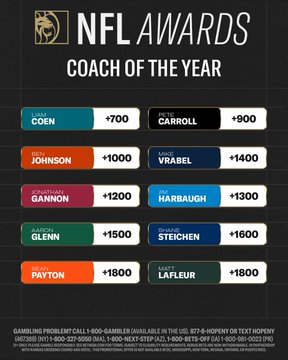 NFL AWARDS
COACH OF THE YEAR
LIAM
COEN
+700
PETE
CARROLL
+900
BEN
JOHNSON
+1000
MIKE
VRABEL
+1400
JONATHAN
GANNON
+1200
JIM
HARBAUGH
+1300
AARON
GLENN
+1500
SHANE
STEICHEN
+1600
SEAN
PAYTON
+1800
MATT
LAFLEUR
+1800
GAMBLING PROBLEM? CALL 1-800-GAMBLER (AVAILABLE IN THE US), 877-8-HOPENY OR TEXT HOPENY
(467369) (NY) 1-800-327-5050 (MA), 1-800-NEXT-STEP (AZ), 1-800-BETS-OFF (IA) 1-800-981-0023 (PR)